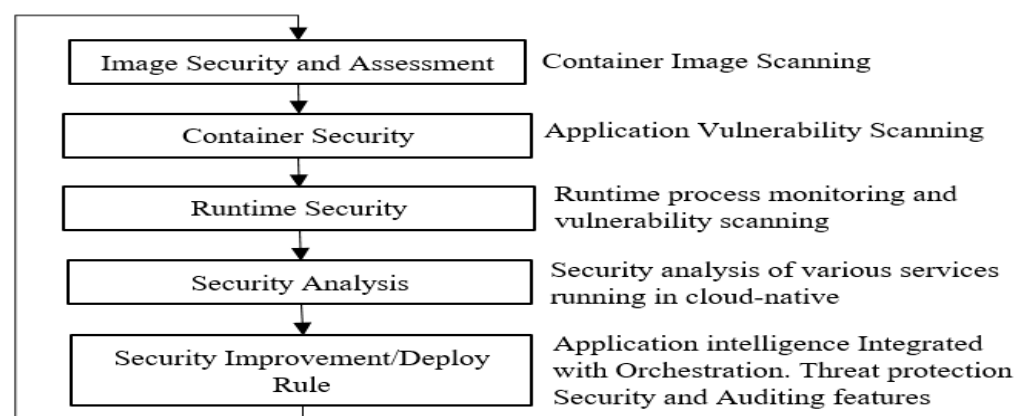 Image Security and Assessment
Container Image Scanning
Container Security
Application Vulnerability Scanning
Runtime Security
Runtime process monitoring and
vulnerability scanning
Security Analysis
Security analysis of various services
running in cloud-native
Security Improvement/Deploy
Rule
Application intelligence Integrated
with Orchestration. Threat protection
Security and Auditing features